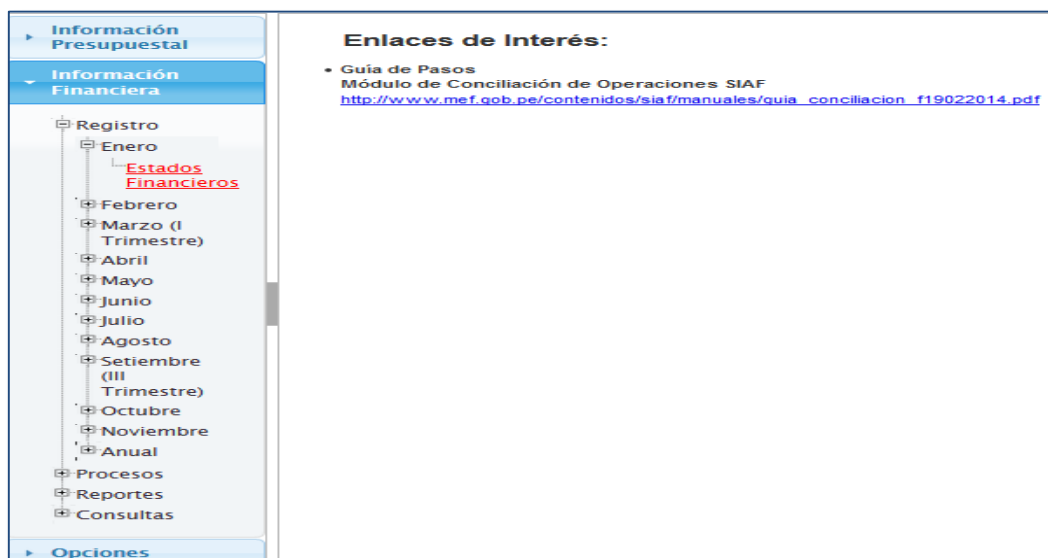 Información
Presupuestal
Información
Financiera
Registro
Enero
Estados
Financieros
Febrero
Marzo (I
Trimestre)
Abril
Mayo
Junio
Julio
Agosto
Setiembre
(III
Trimestre)
Octubre
Noviembre
Anual
Procesos
Reportes
Consultas
Opciones
Enlaces de Interés:
• Guía de Pasos
Módulo de Conciliación de Operaciones SIAF
http://www.mef.gob.pe/contenidos/siaf/manuales/guia_conciliacion_f19022014.pdf